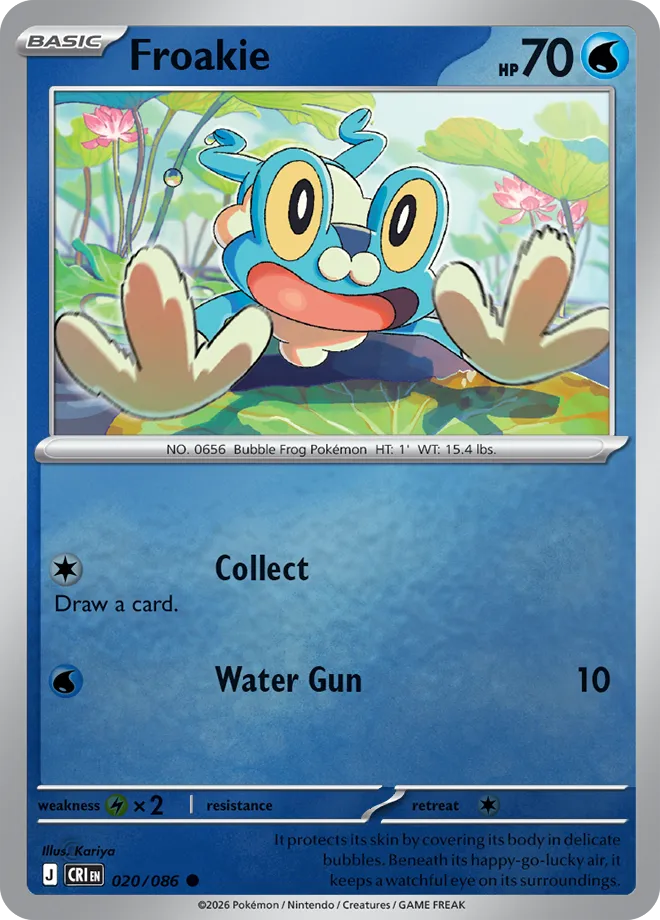 BASIC
Froakie
HP 70
NO. 0656 Bubble Frog Pokémon HT: 1' WT: 15.4 lbs.
Collect
Draw a card.
Water Gun 10
weakness ×2 resistance retreat
Illus. Kariya
It protects its skin by covering its body in delicate
bubbles. Beneath its happy-go-lucky air, it
keeps a watchful eye on its surroundings.
J CRI EN 020/086
©2026 Pokémon / Nintendo / Creatures / GAME FREAK